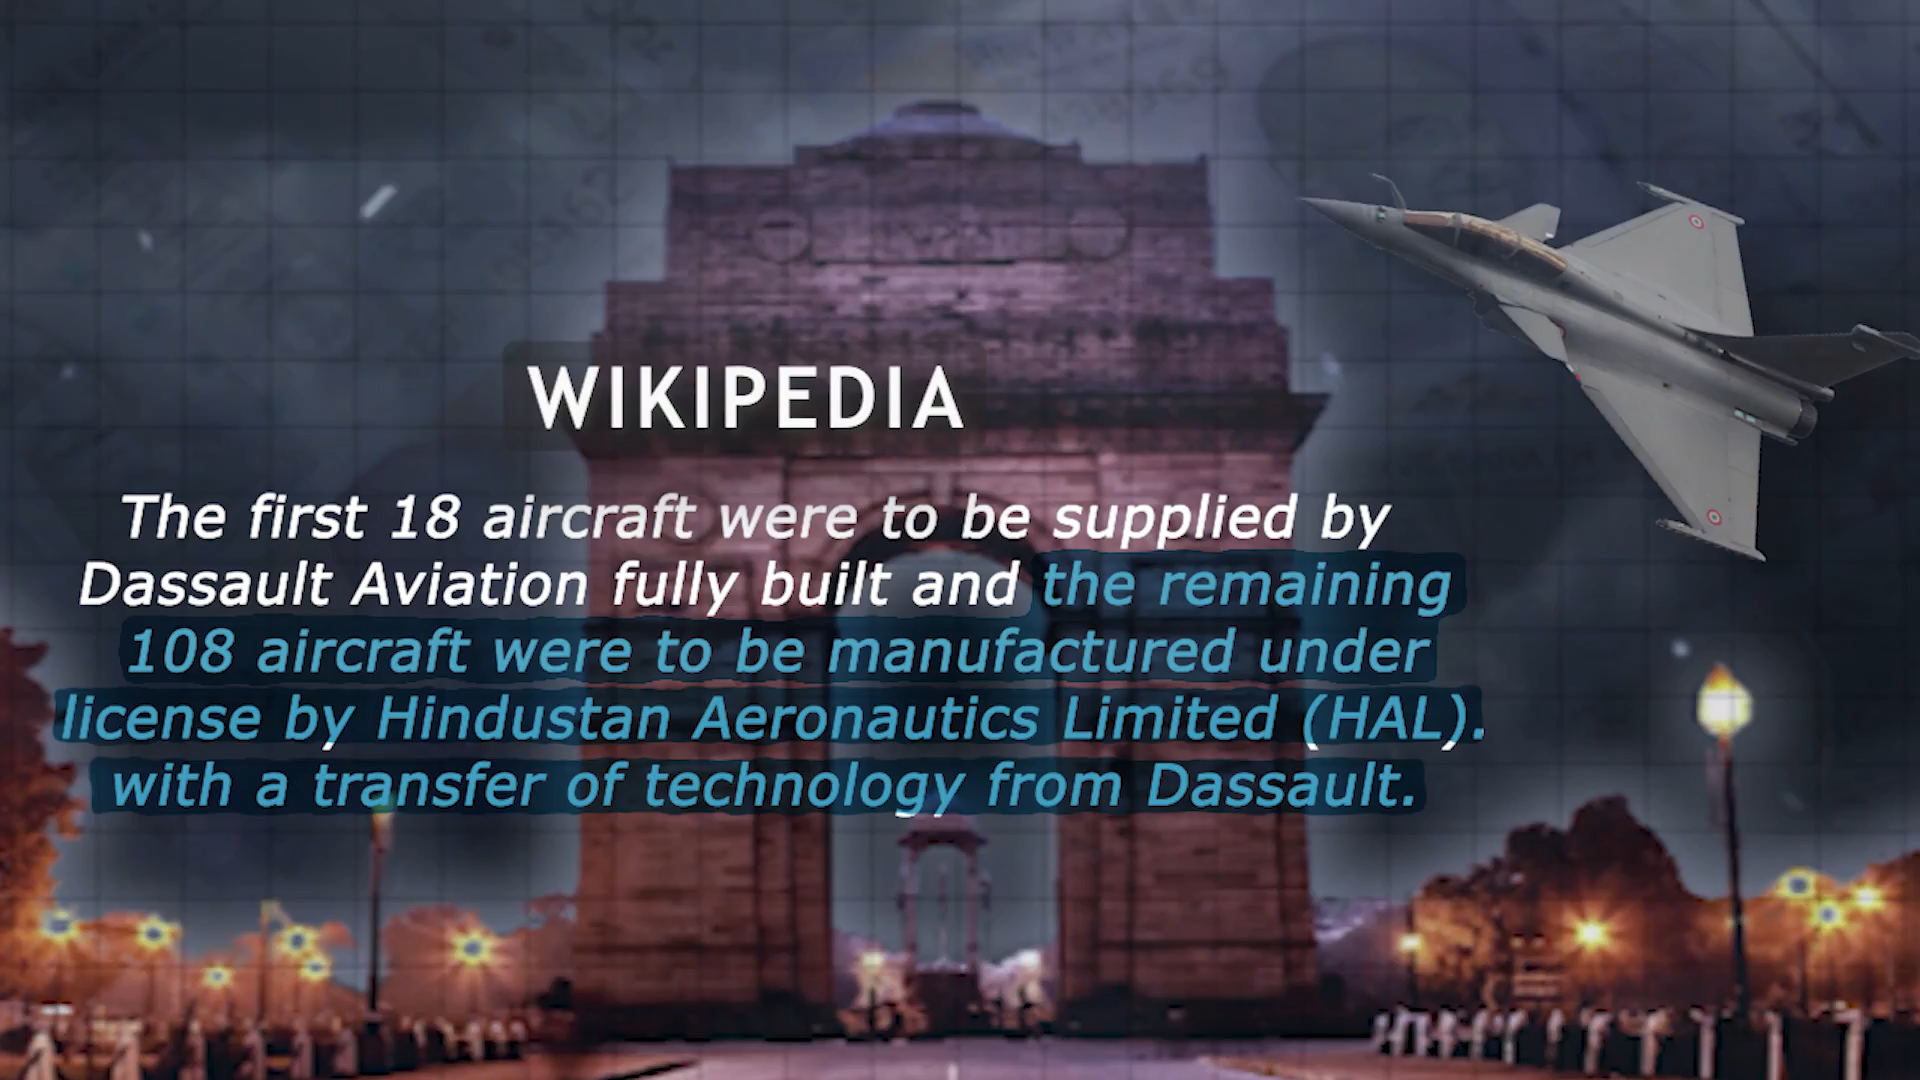 WIKIPEDIA
The first 18 aircraft were to be supplied by
Dassault Aviation fully built and the remaining
108 aircraft were to be manufactured under
license by Hindustan Aeronautics Limited (HAL).
with a transfer of technology from Dassault.